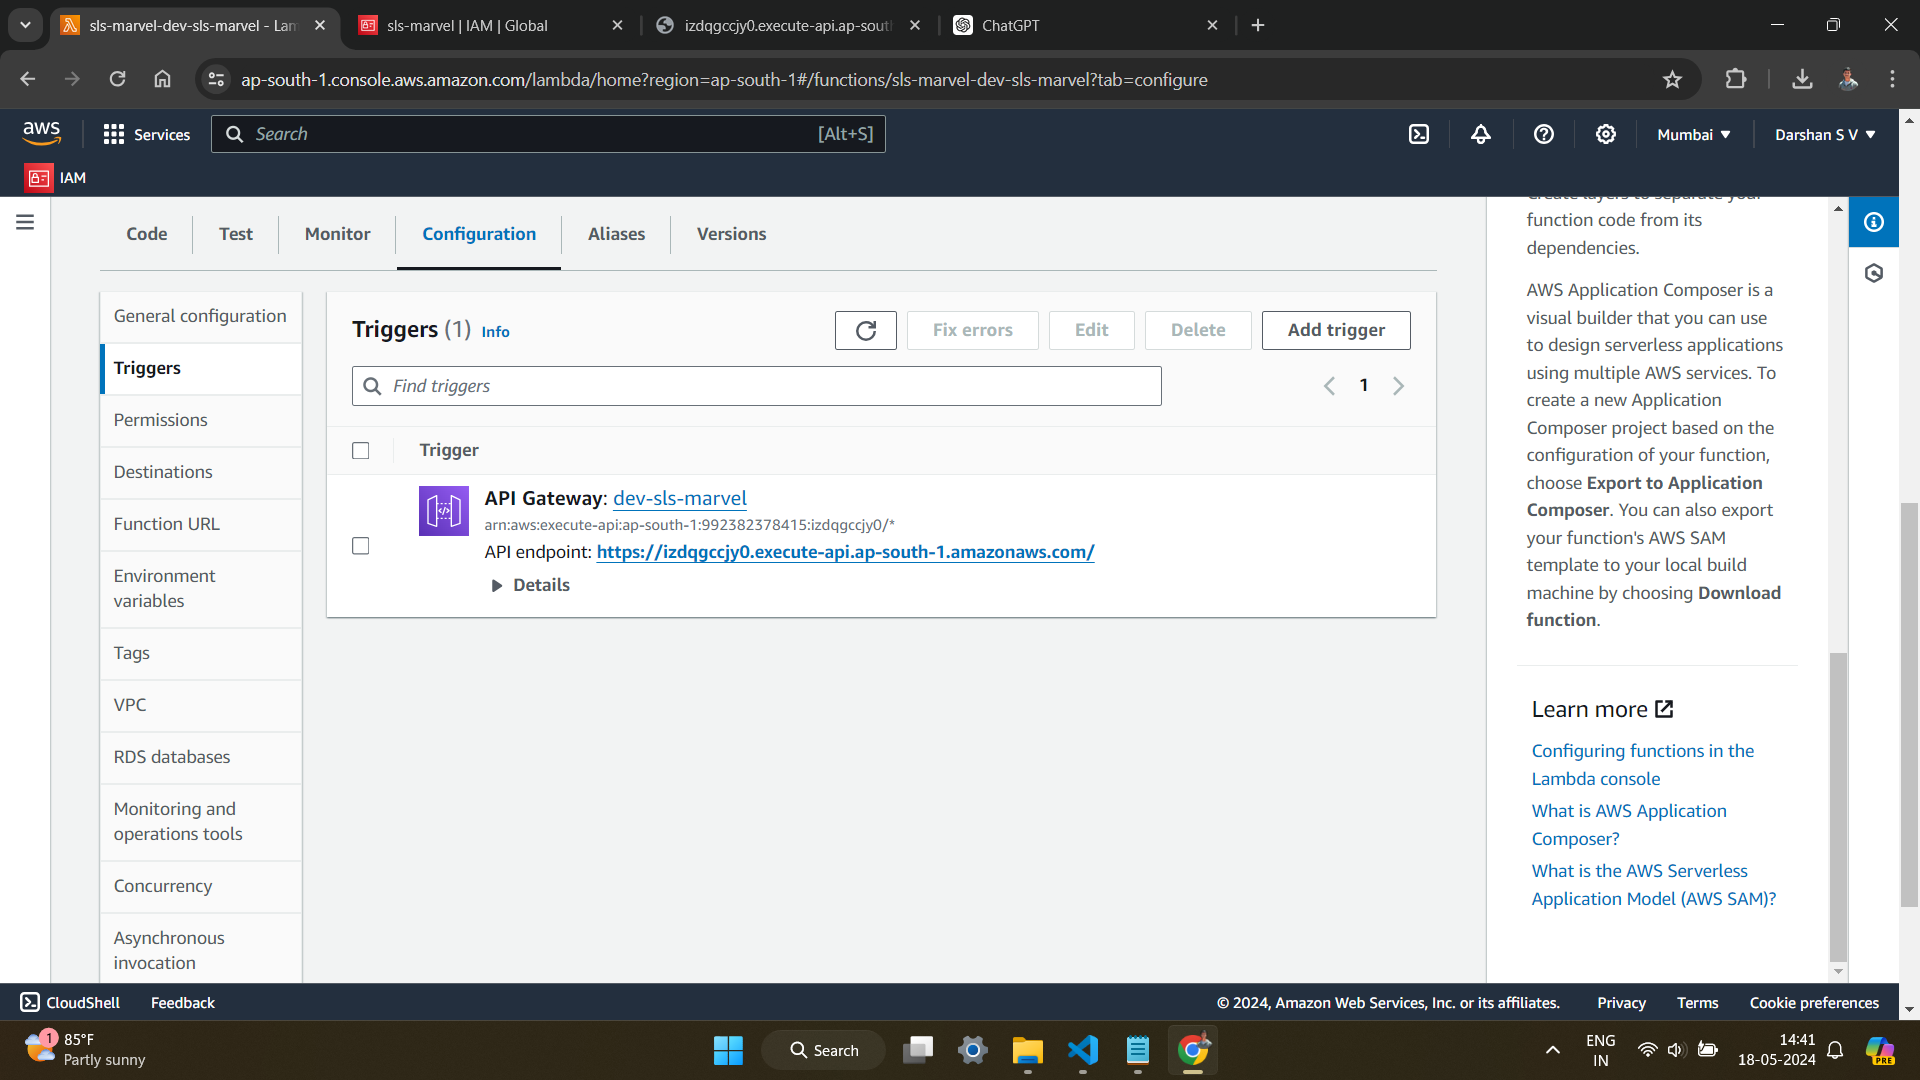 sls-marvel-dev-sls-marvel - Lam
sls-marvel | IAM | Global
izdqgccjy0.execute-api.ap-sout
ChatGPT
ap-south-1.console.aws.amazon.com/lambda/home?region=ap-south-1#/functions/sls-marvel-dev-sls-marvel?tab=configure
aws
Services
Search
[Alt+S]
Mumbai
Darshan S V
IAM
Code
Test
Monitor
Configuration
Aliases
Versions
General configuration
Triggers
Permissions
Destinations
Function URL
Environment
variables
Tags
VPC
RDS databases
Monitoring and
operations tools
Concurrency
Asynchronous
invocation
Triggers (1) Info
Fix errors
Edit
Delete
Add trigger
Find triggers
1
Trigger
API Gateway: dev-sls-marvel
arn:aws:execute-api:ap-south-1:992382378415:izdqgccjy0/*
API endpoint: https://izdqgccjy0.execute-api.ap-south-1.amazonaws.com/
Details
Create layers to separate your
function code from its
dependencies.
AWS Application Composer is a
visual builder that you can use
to design serverless applications
using multiple AWS services. To
create a new Application
Composer project based on the
configuration of your function,
choose Export to Application
Composer. You can also export
your function's AWS SAM
template to your local build
machine by choosing Download
function.
Learn more
Configuring functions in the
Lambda console
What is AWS Application
Composer?
What is the AWS Serverless
Application Model (AWS SAM)?
CloudShell
Feedback
© 2024, Amazon Web Services, Inc. or its affiliates.
Privacy
Terms
Cookie preferences
1
85°F
Partly sunny
Search
ENG
IN
14:41
18-05-2024
PRE